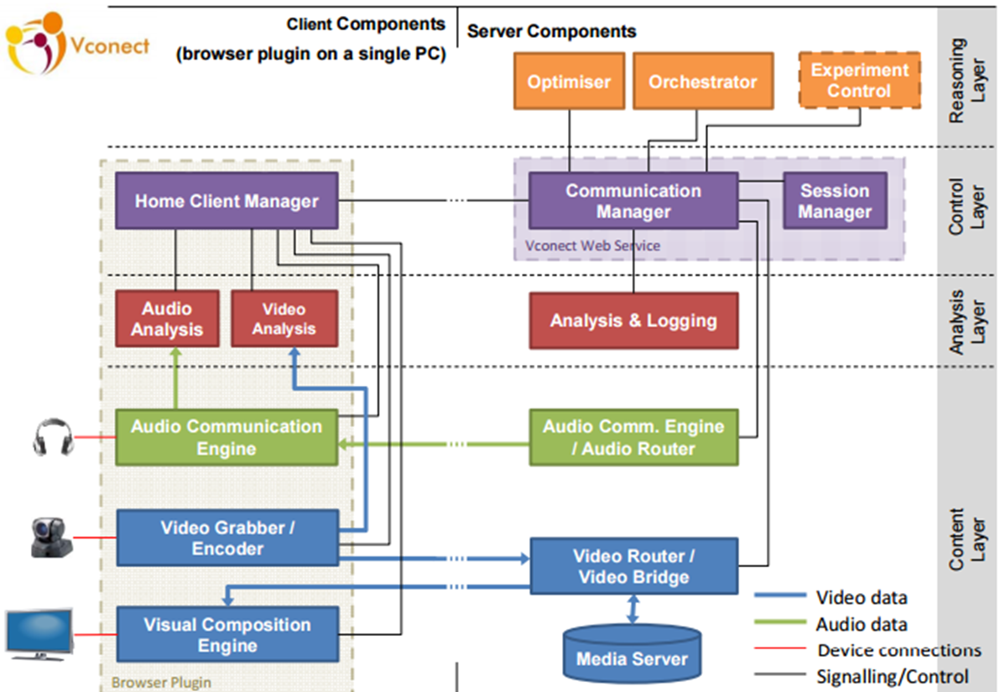 Vconect
Client Components
(browser plugin on a single PC)
Server Components
Optimiser
Orchestrator
Experiment
Control
Reasoning
Layer
Home Client Manager
Communication
Manager
Session
Manager
Vconect Web Service
Control
Layer
Audio
Analysis
Video
Analysis
Analysis & Logging
Analysis
Layer
Audio Communication
Engine
Audio Comm. Engine
/ Audio Router
Video Grabber /
Encoder
Video Router /
Video Bridge
Content
Layer
Visual Composition
Engine
Media Server
Browser Plugin
Video data
Audio data
Device connections
Signalling/Control